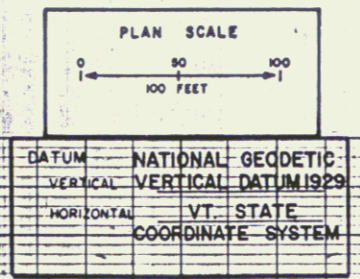 PLAN SCALE
0 50 100
100 FEET
DATUM NATIONAL GEODETIC
VERTICAL VERTICAL DATUM 1929
HORIZONTAL VT. STATE
COORDINATE SYSTEM